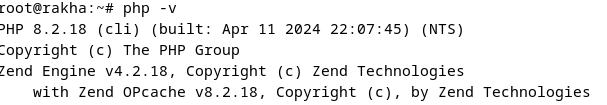 root@rakha:~# php -v
PHP 8.2.18 (cli) (built: Apr 11 2024 22:07:45) (NTS)
Copyright (c) The PHP Group
Zend Engine v4.2.18, Copyright (c) Zend Technologies
    with Zend OPcache v8.2.18, Copyright (c), by Zend Technologies